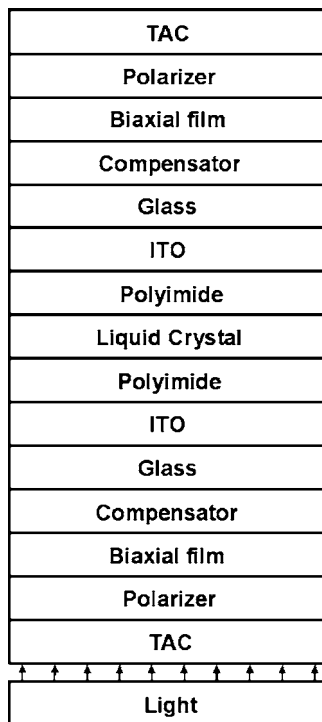 TAC
Polarizer
Biaxial film
Compensator
Glass
ITO
Polyimide
Liquid Crystal
Polyimide
ITO
Glass
Compensator
Biaxial film
Polarizer
TAC
Light